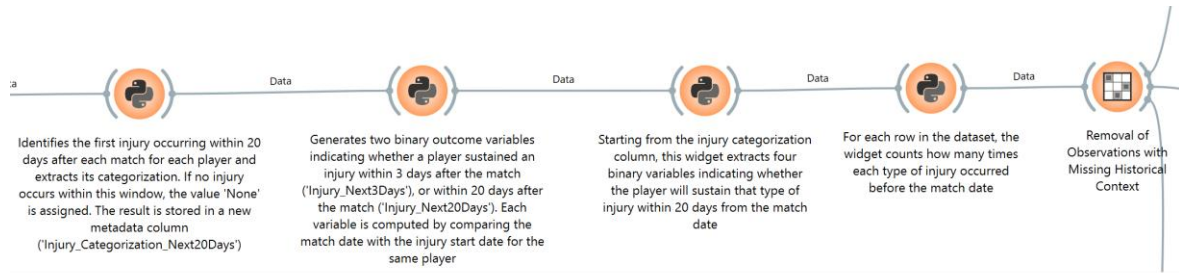 ta
Data
Data
Data
Data
Identifies the first injury occurring within 20
days after each match for each player and
extracts its categorization. If no injury
occurs within this window, the value 'None'
is assigned. The result is stored in a new
metadata column
('Injury_Categorization_Next20Days')
Generates two binary outcome variables
indicating whether a player sustained an
injury within 3 days after the match
('Injury_Next3Days'), or within 20 days after
the match ('Injury_Next20Days'). Each
variable is computed by comparing the
match date with the injury start date for the
same player
Starting from the injury categorization
column, this widget extracts four
binary variables indicating whether
the player will sustain that type of
injury within 20 days from the match
date
For each row in the dataset, the
widget counts how many times
each type of injury occurred
before the match date
Removal of
Observations with
Missing Historical
Context